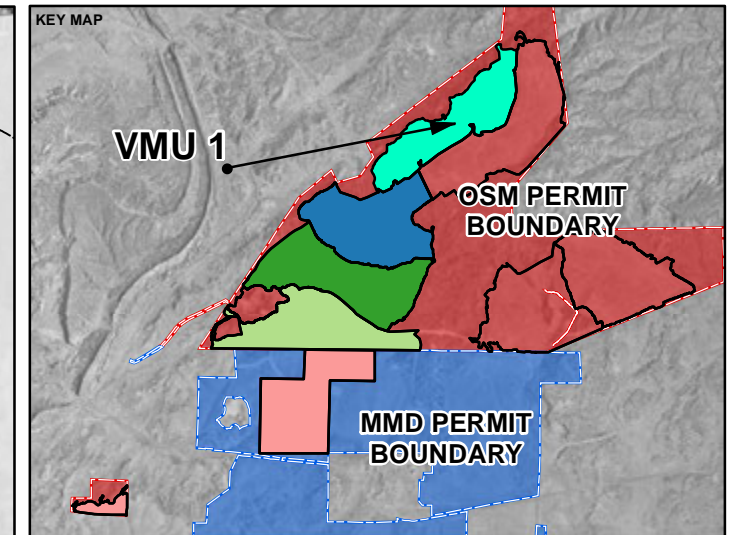 KEY MAP
VMU 1
OSM PERMIT
BOUNDARY
MMD PERMIT
BOUNDARY